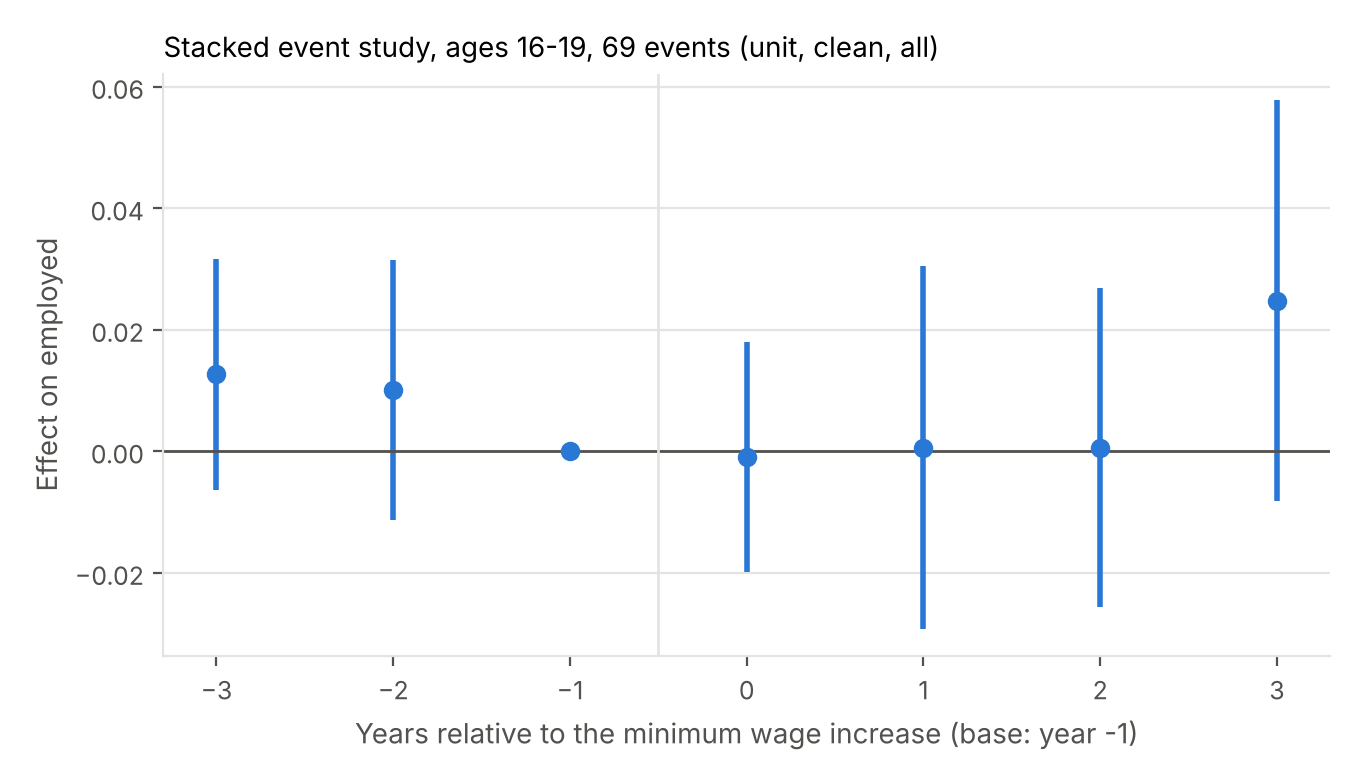 Stacked event study, ages 16-19, 69 events (unit, clean, all)
0.06
0.04
0.02
0.00
−0.02
Effect on employed
−3 −2 −1 0 1 2 3
Years relative to the minimum wage increase (base: year -1)